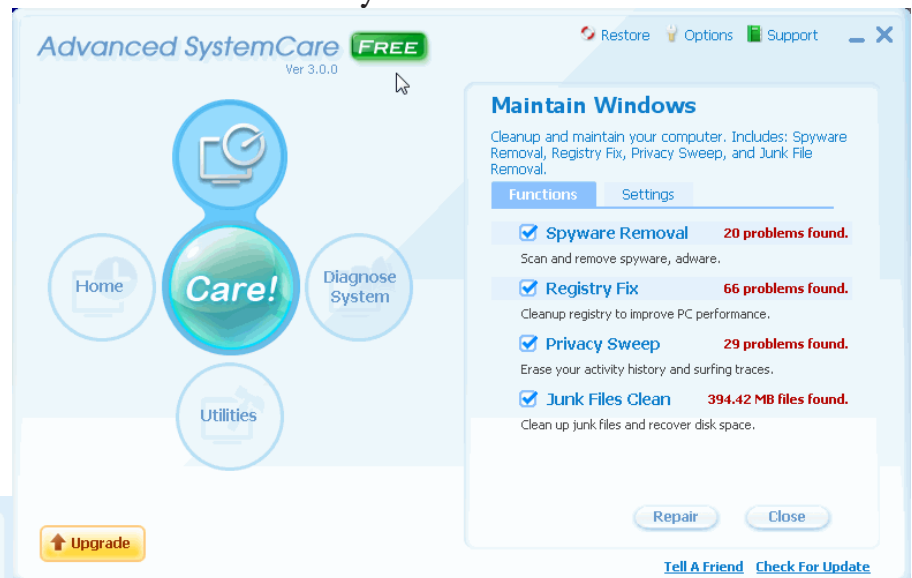 Advanced SystemCare FREE
Ver 3.0.0
Restore Options Support
Maintain Windows
Cleanup and maintain your computer. Includes: Spyware
Removal, Registry Fix, Privacy Sweep, and Junk File
Removal.
Functions Settings
Spyware Removal 20 problems found.
Scan and remove spyware, adware.
Registry Fix 66 problems found.
Cleanup registry to improve PC performance.
Privacy Sweep 29 problems found.
Erase your activity history and surfing traces.
Junk Files Clean 394.42 MB files found.
Clean up junk files and recover disk space.
Home
Care!
Diagnose
System
Utilities
Repair Close
Upgrade
Tell A Friend Check For Update